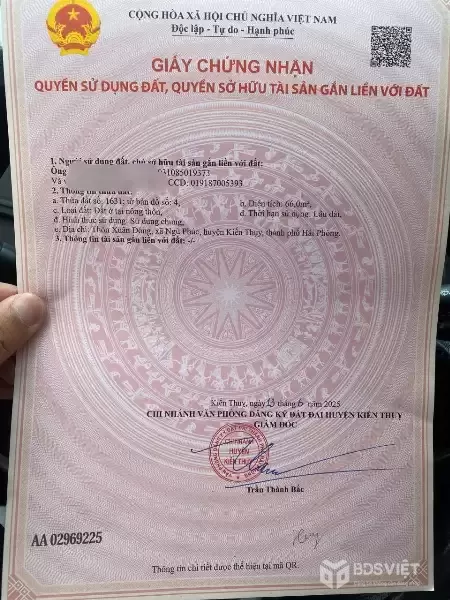 CỘNG HÒA XÃ HỘI CHỦ NGHĨA VIỆT NAM
Độc lập - Tự do - Hạnh phúc
GIẤY CHỨNG NHẬN
QUYỀN SỬ DỤNG ĐẤT, QUYỀN SỞ HỮU TÀI SẢN GẮN LIỀN VỚI ĐẤT
1. Người sử dụng đất, chủ sở hữu tài sản gắn liền với đất:
Ông 031085019373
Và CCD: 019187005393
2. Thông tin thửa đất:
a. Thửa đất số: 1631; tờ bản đồ số: 4, b. Diện tích: 66,0m²,
c. Loại đất: Đất ở tại nông thôn, d. Thời hạn sử dụng: Lâu dài,
đ. Hình thức sử dụng: Sử dụng chung,
e. Địa chỉ: Thôn Xuân Đông, xã Ngũ Phúc, huyện Kiến Thụy, thành phố Hải Phòng.
3. Thông tin tài sản gắn liền với đất: -/-
Kiến Thụy, ngày 13 tháng 6 năm 2025
CHI NHÁNH VĂN PHÒNG ĐĂNG KÝ ĐẤT ĐAI HUYỆN KIẾN THỤY
GIÁM ĐỐC
CHI NHÁNH
HUYỆN
KIẾN THỤY
Trần Thành Bắc
AA 02969225
Thông tin chi tiết được thể hiện tại mã QR.
BDSVIỆT